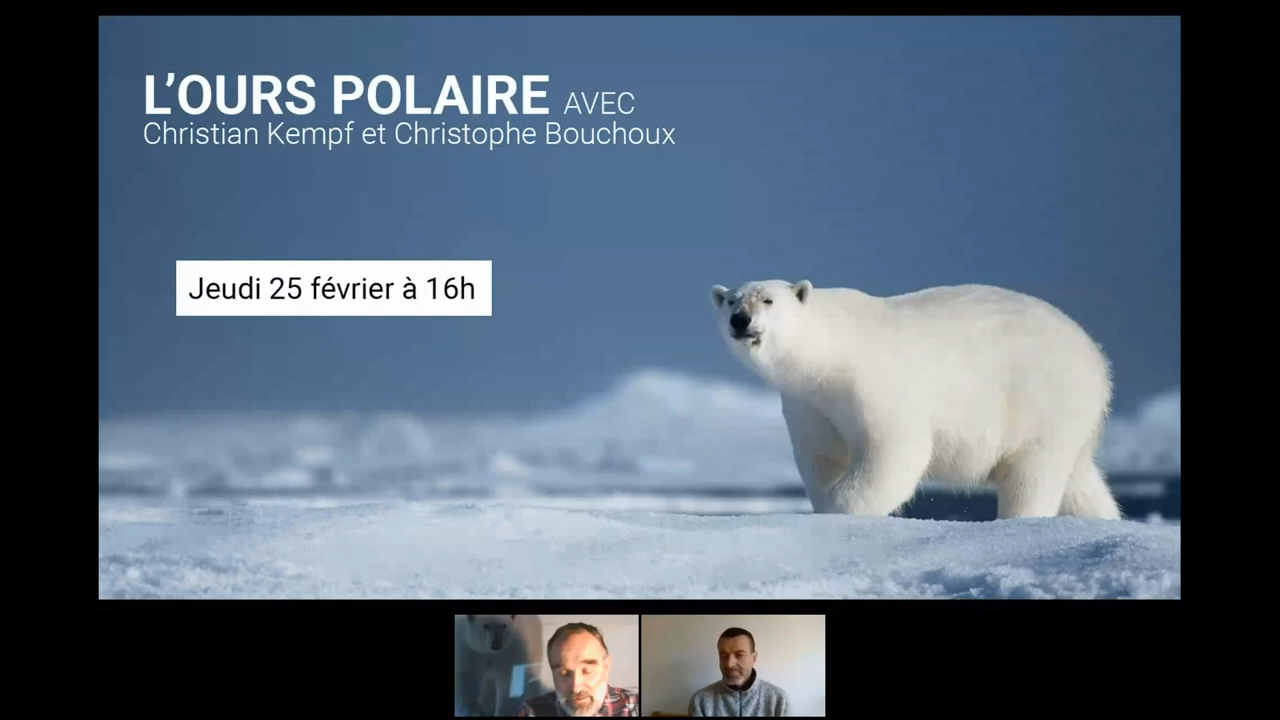 L'OURS POLAIRE AVEC
Christian Kempf et Christophe Bouchoux
Jeudi 25 février à 16h